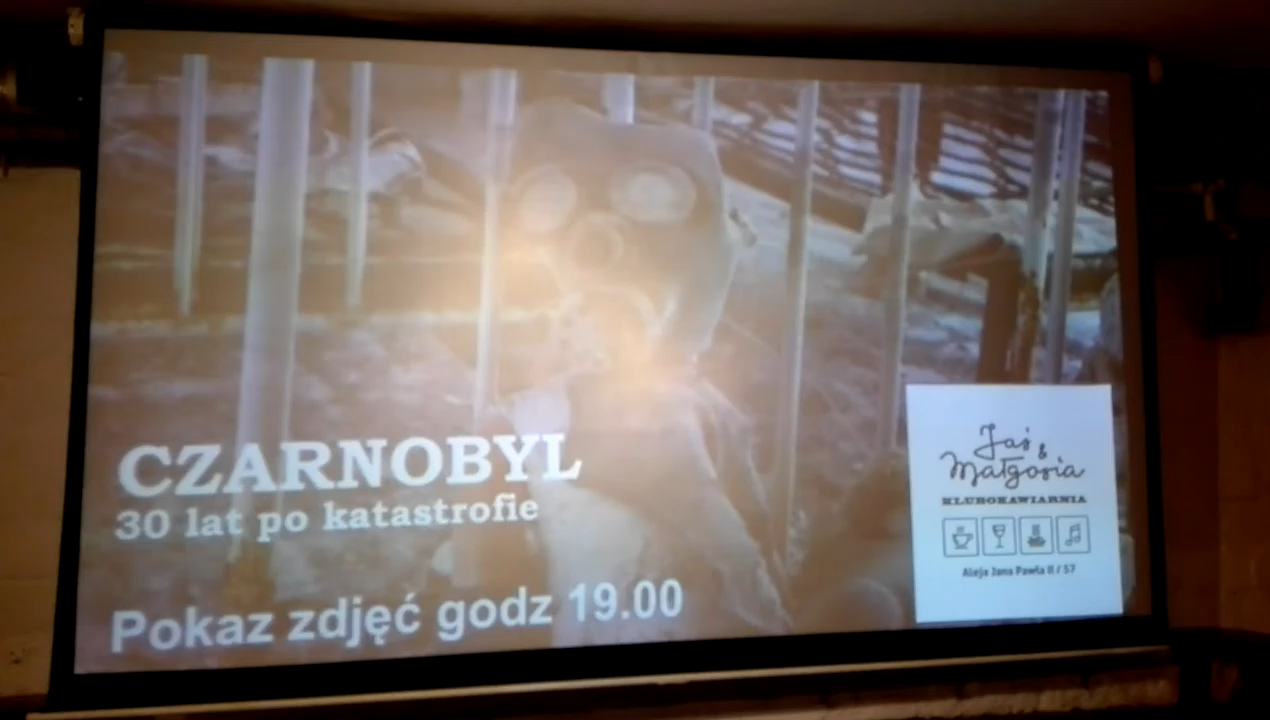 CZARNOBYL
30 lat po katastrofie
Pokaz zdjęć godz 19.00
Jaś
&
Małgosia
KLUBOKAWIARNIA
Aleja Jana Pawła II / 57